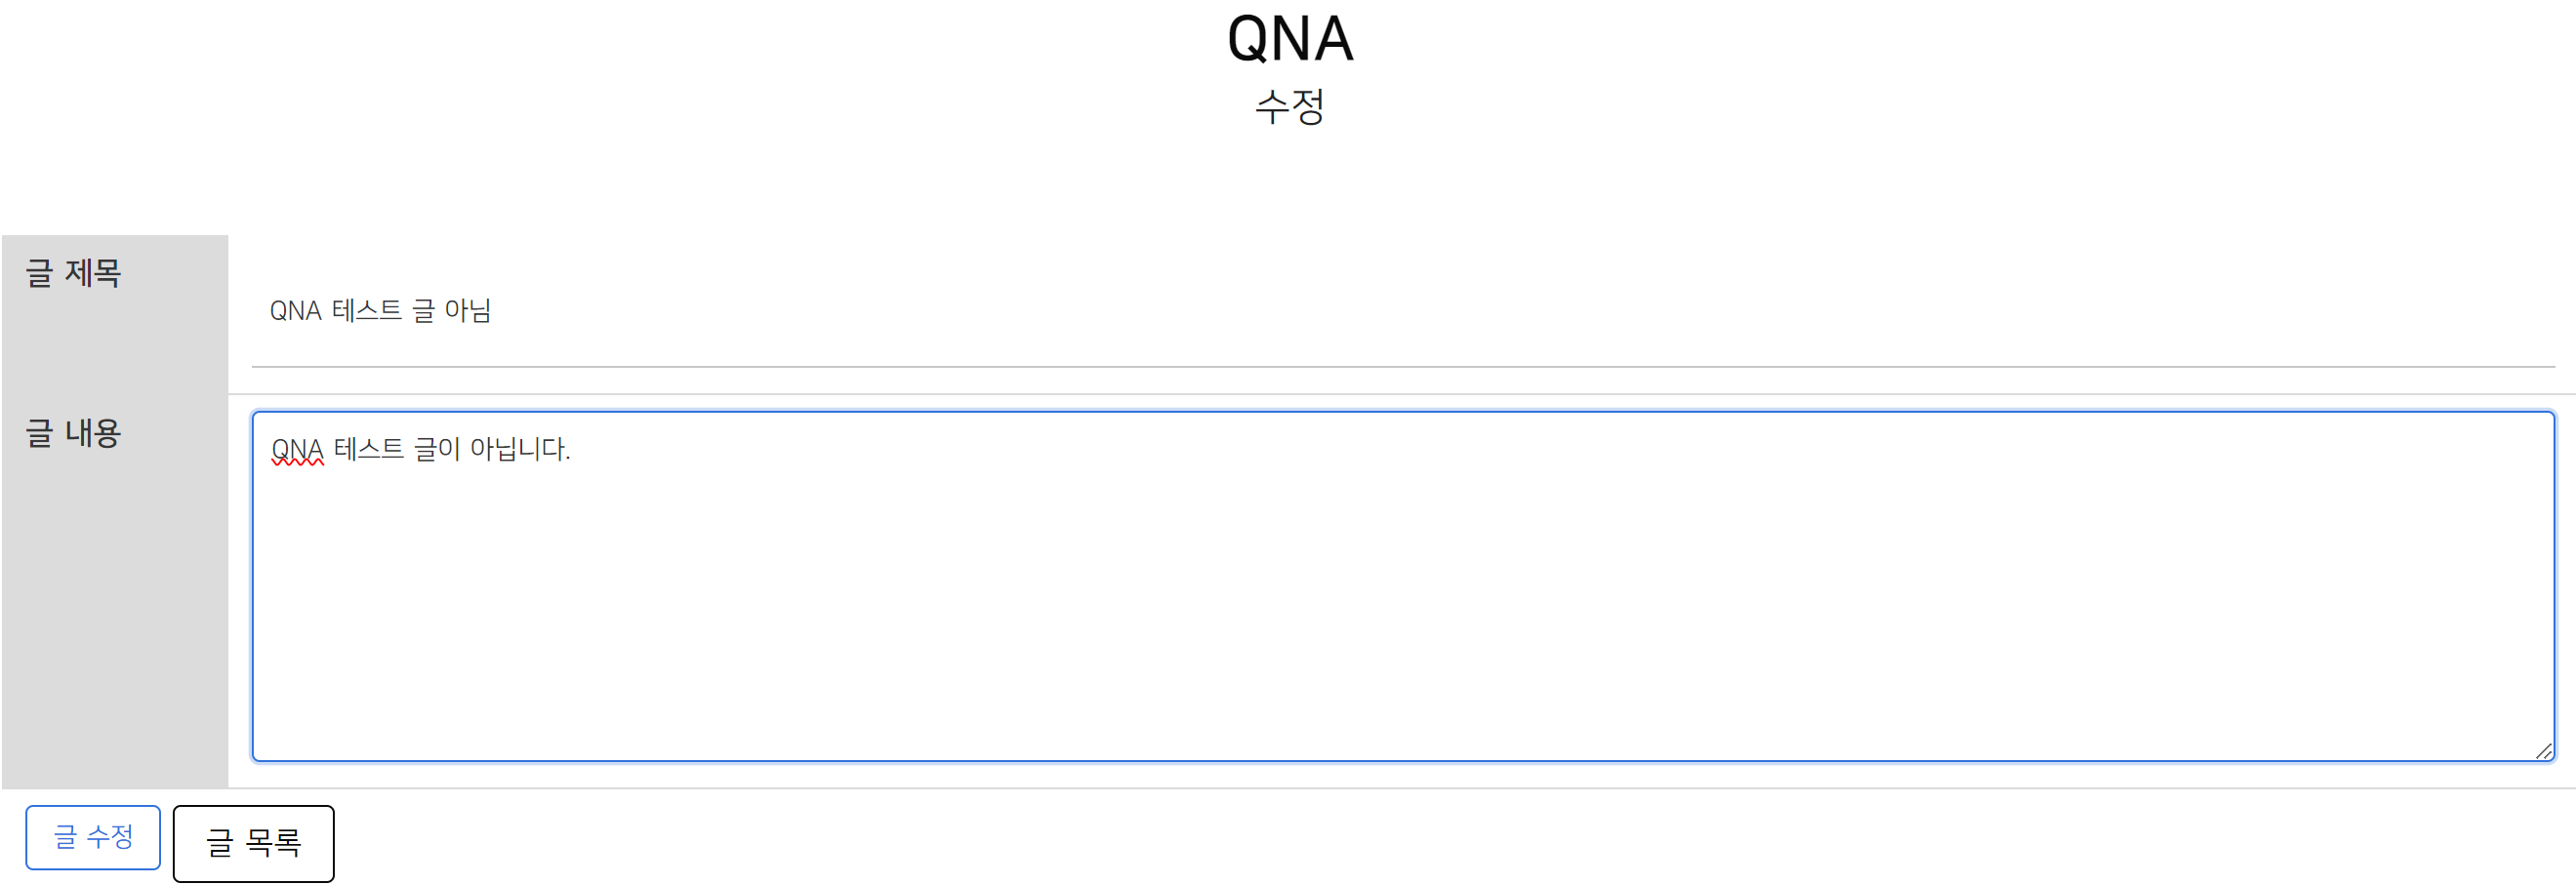 QNA
수정
글 제목
QNA 테스트 글 아님
글 내용
QNA 테스트 글이 아닙니다.
글 수정
글 목록